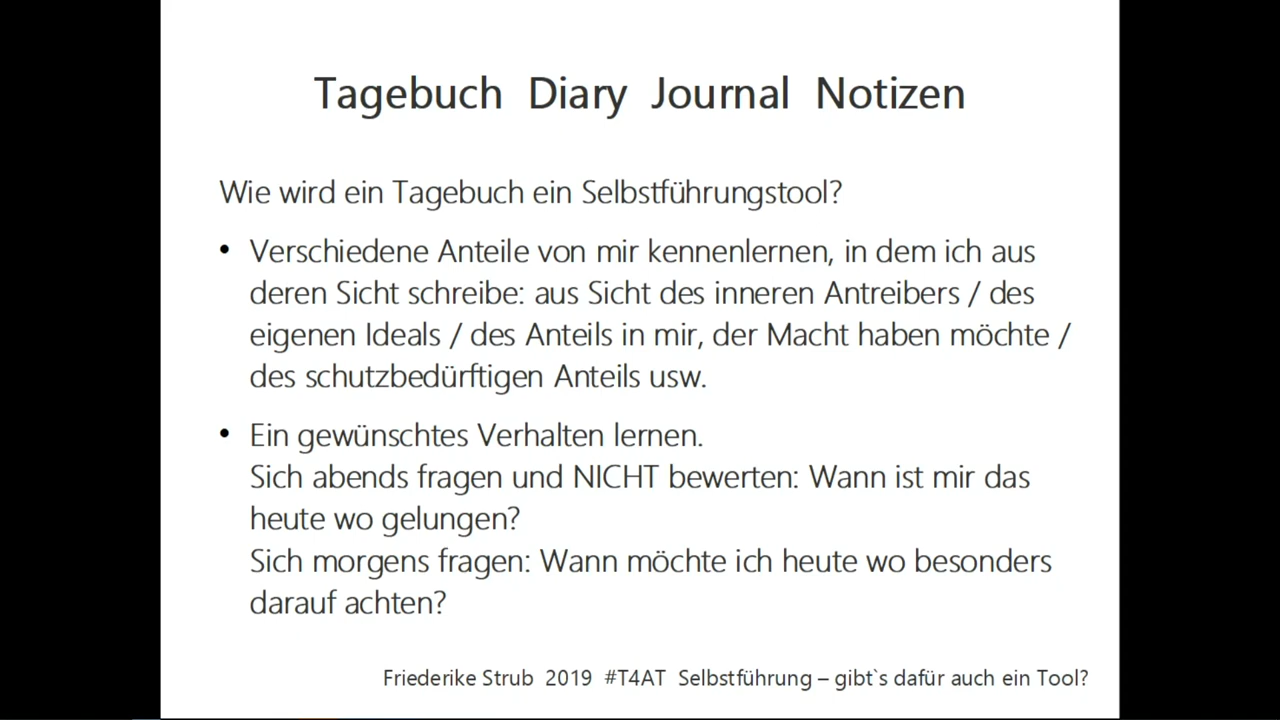 Tagebuch Diary Journal Notizen
Wie wird ein Tagebuch ein Selbstführungstool?
• Verschiedene Anteile von mir kennenlernen, in dem ich aus
deren Sicht schreibe: aus Sicht des inneren Antreibers / des
eigenen Ideals / des Anteils in mir, der Macht haben möchte /
des schutzbedürftigen Anteils usw.
• Ein gewünschtes Verhalten lernen.
Sich abends fragen und NICHT bewerten: Wann ist mir das
heute wo gelungen?
Sich morgens fragen: Wann möchte ich heute wo besonders
darauf achten?
Friederike Strub 2019 #T4AT Selbstführung – gibt`s dafür auch ein Tool?